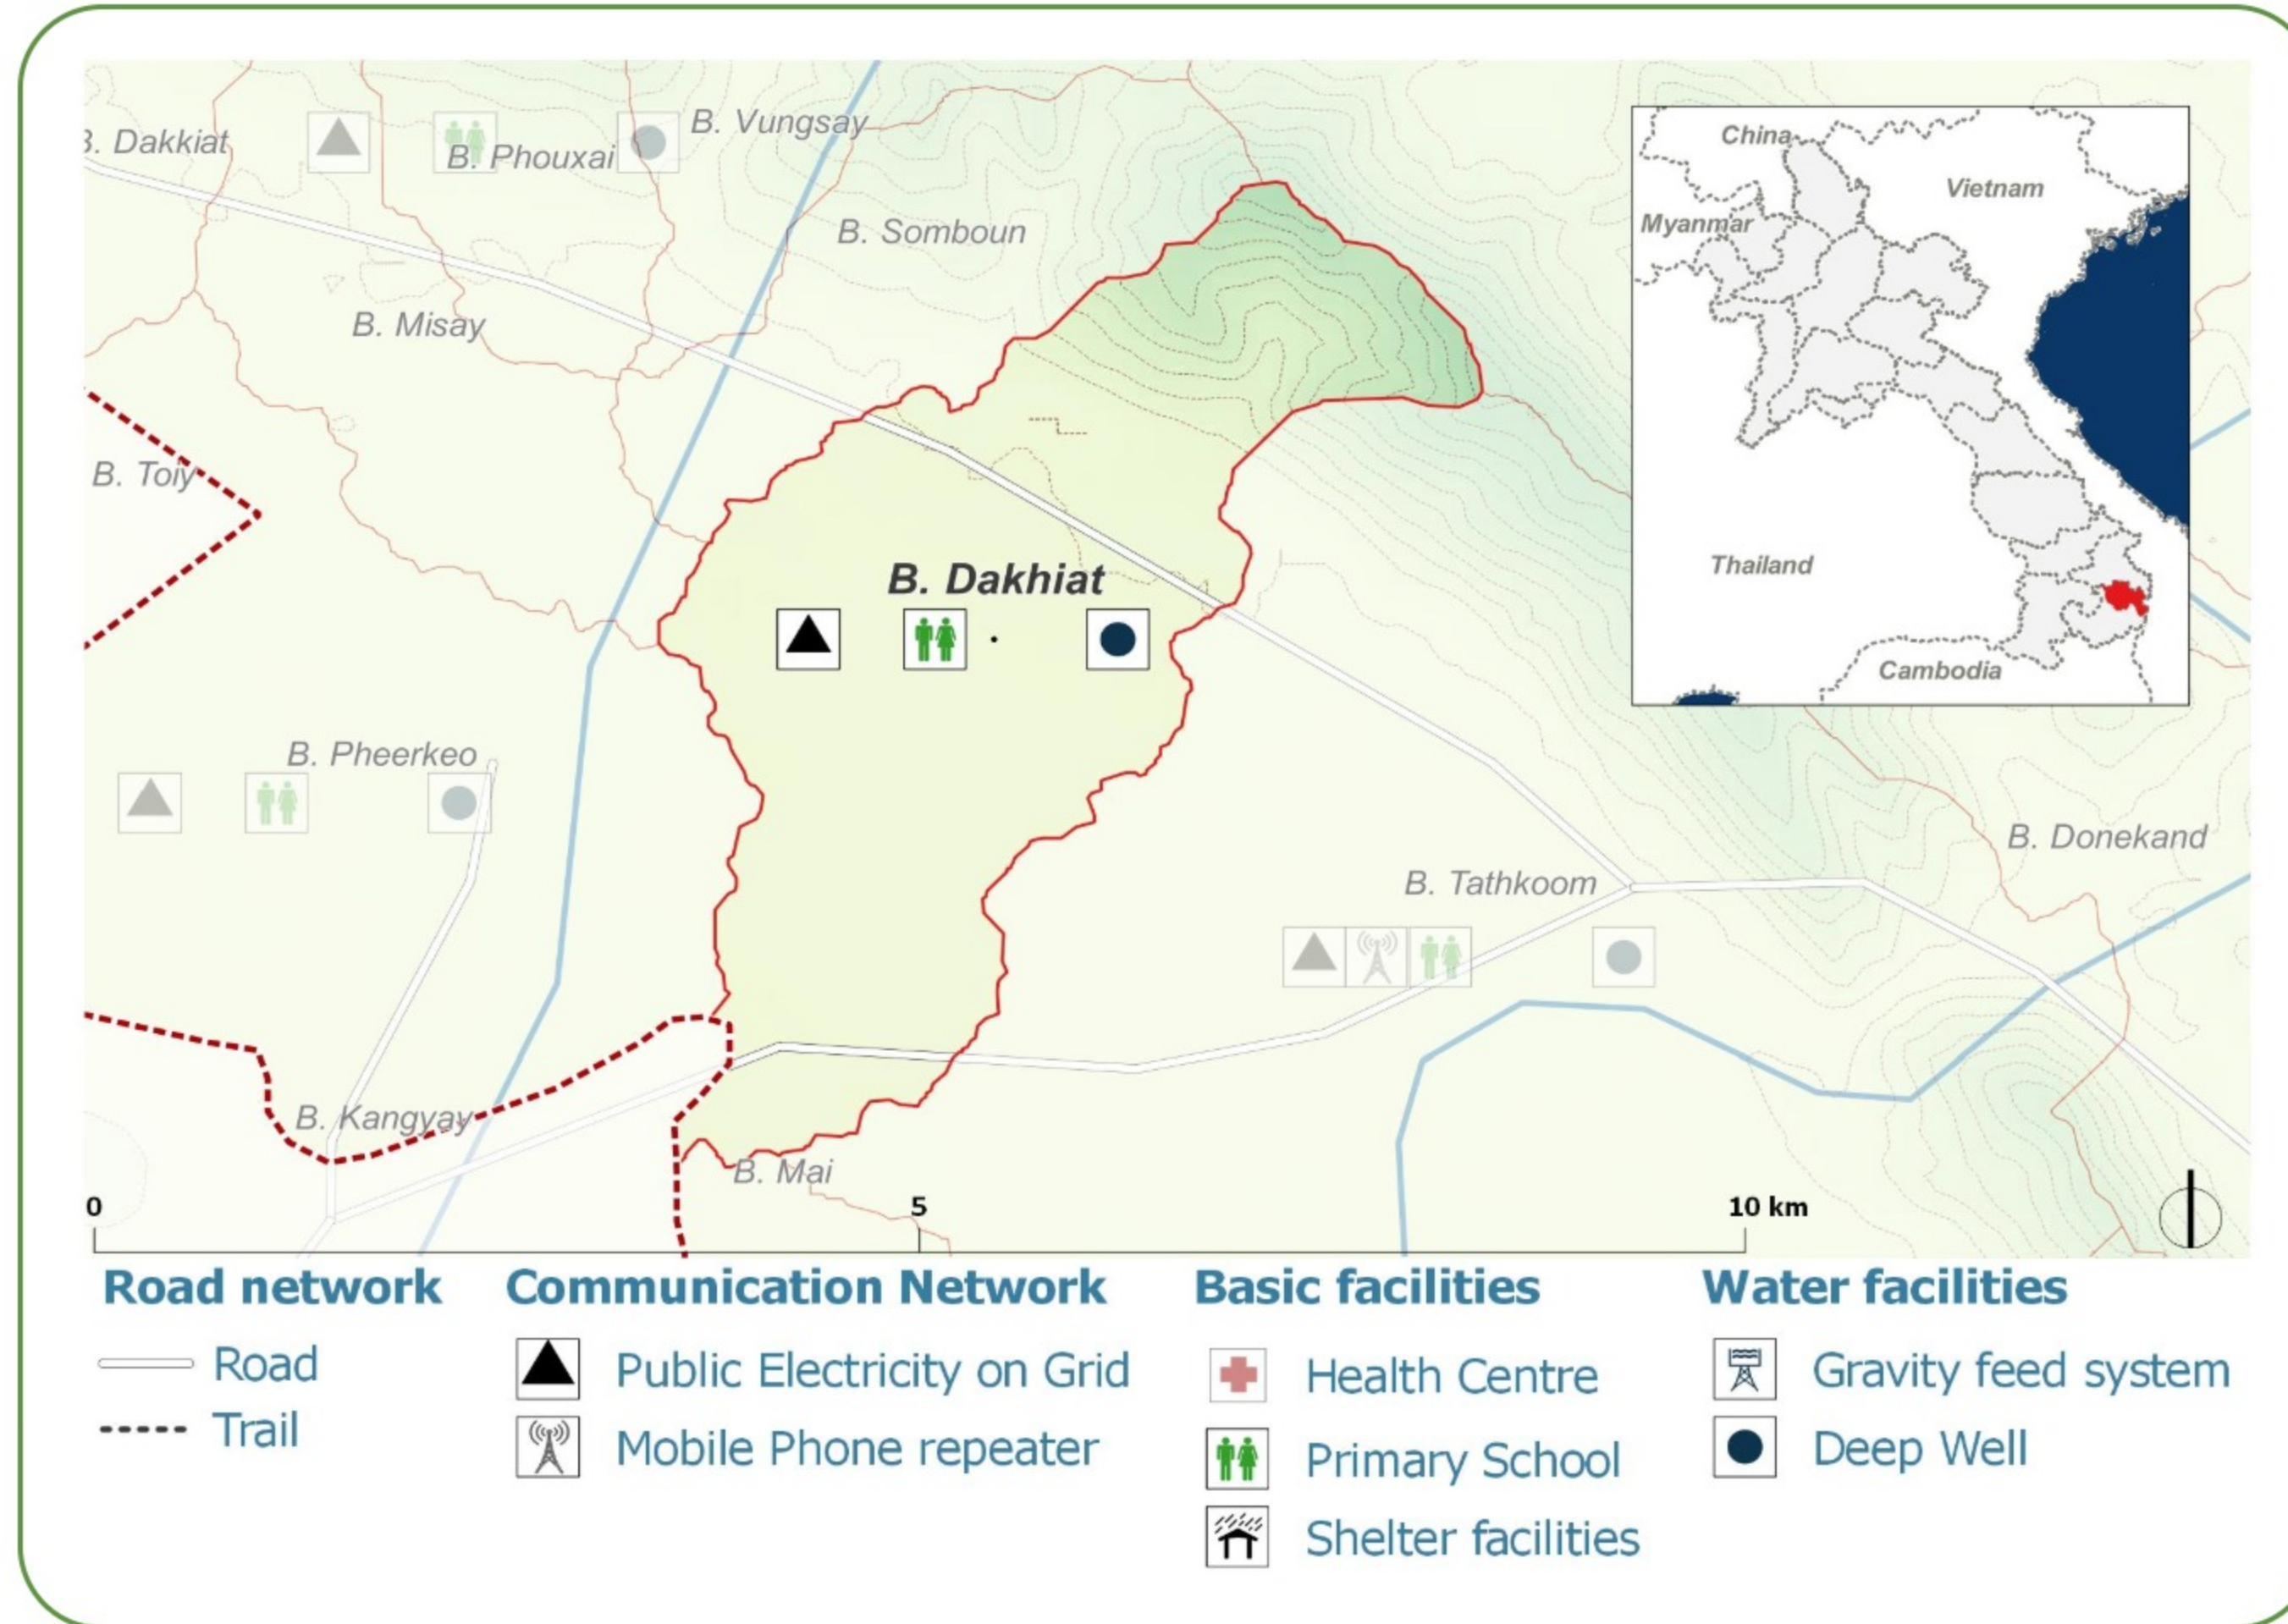 B. Vungsay
B. Dakkiat
B. Phouxai
B. Somboun
B. Misay
B. Toiy
B. Dakhiat
B. Pheerkeo
B. Tathkoom
B. Donekand
B. Kangyay
B. Mai
China
Vietnam
Myanmar
Thailand
Cambodia
0 5 10 km
Road network
Road
Trail
Communication Network
Public Electricity on Grid
Mobile Phone repeater
Basic facilities
Health Centre
Primary School
Shelter facilities
Water facilities
Gravity feed system
Deep Well